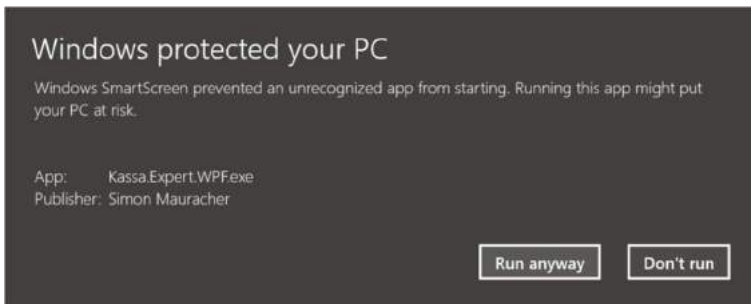 Windows protected your PC
Windows SmartScreen prevented an unrecognized app from starting. Running this app might put
your PC at risk.
App: Kassa.Expert.WPF.exe
Publisher: Simon Mauracher
Run anyway Don't run